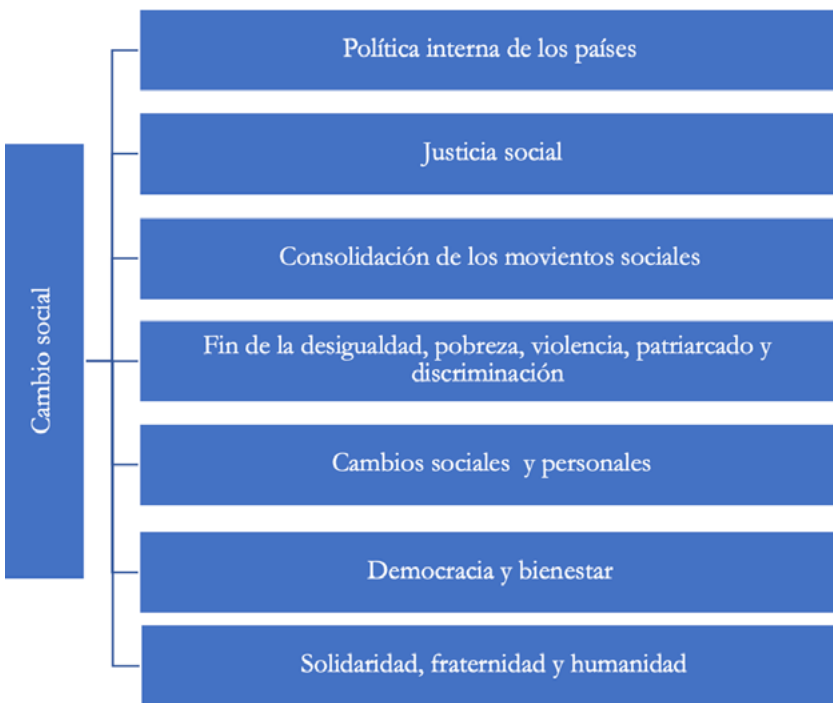 Cambio social
Política interna de los países
Justicia social
Consolidación de los movientos sociales
Fin de la desigualdad, pobreza, violencia, patriarcado y
discriminación
Cambios sociales  y personales
Democracia y bienestar
Solidaridad, fraternidad y humanidad